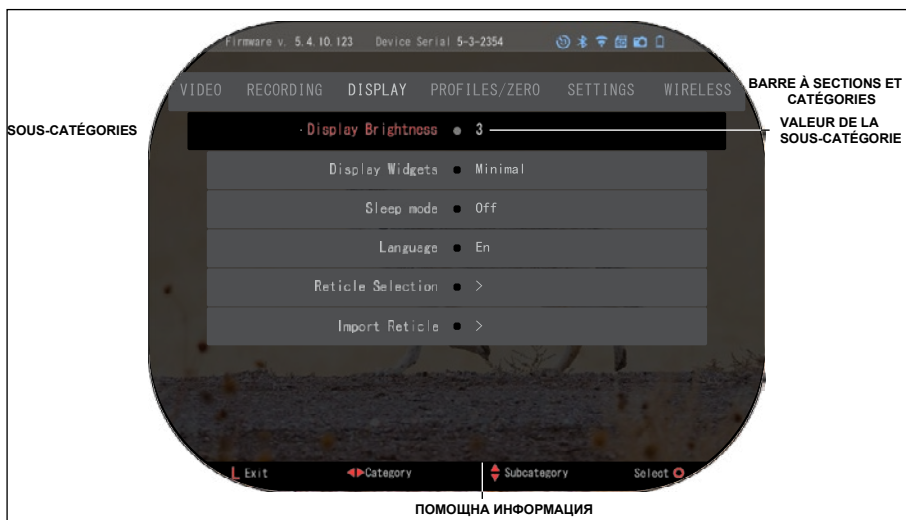 Firmware v. 5.4.10.123 Device Serial 5-3-2354
VIDEO RECORDING DISPLAY PROFILES/ZERO SETTINGS WIRELESS
BARRE À SECTIONS ET
CATÉGORIES
SOUS-CATÉGORIES
Display Brightness 3
VALEUR DE LA
SOUS-CATÉGORIE
Display Widgets Minimal
Sleep mode Off
Language En
Reticle Selection >
Import Reticle >
L Exit Category Subcategory Select
ПОМОЩНА ИНФОРМАЦИЯ